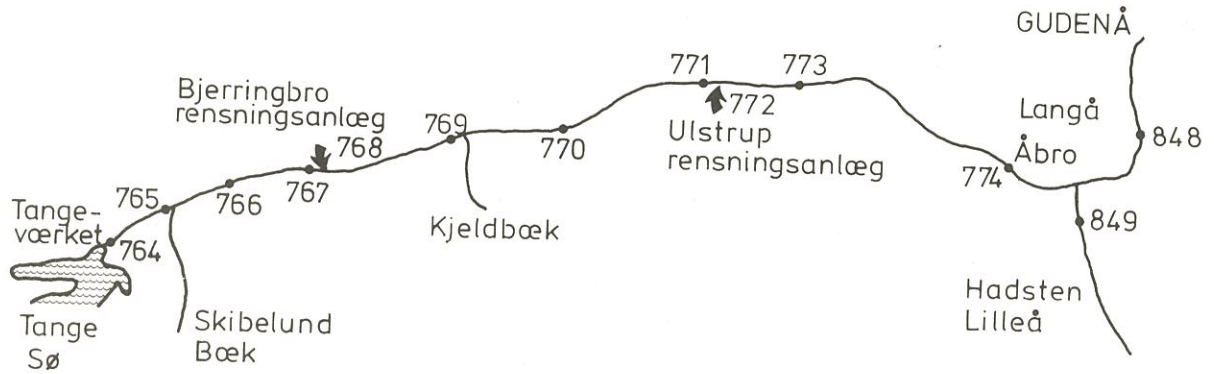 GUDENÅ
771
773
Bjerringbro
rensningsanlæg
772
769
768
Langå
Ulstrup
rensningsanlæg
848
770
Åbro
765
767
774
766
Tange-
værket
764
Kjeldbæk
849
Hadsten
Lilleå
Skibelund
Bæk
Tange
Sø